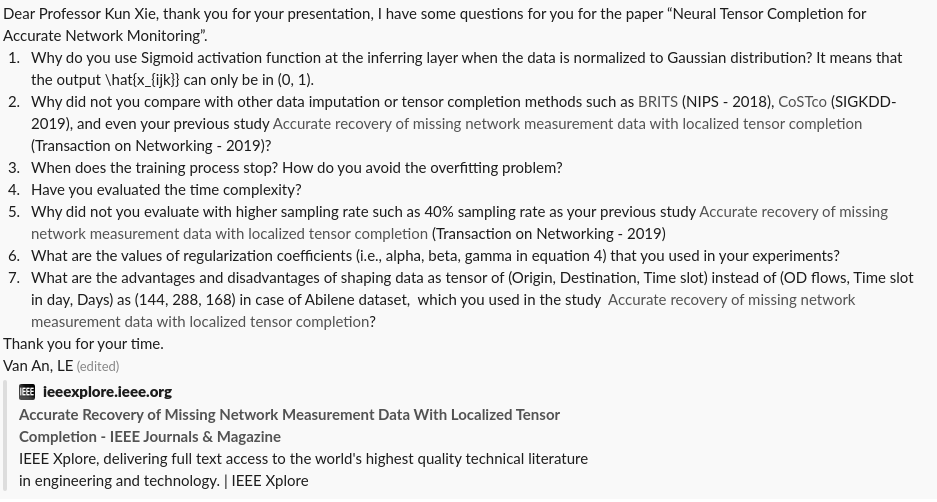 Dear Professor Kun Xie, thank you for your presentation, I have some questions for you for the paper “Neural Tensor Completion for
Accurate Network Monitoring”.
1. Why do you use Sigmoid activation function at the inferring layer when the data is normalized to Gaussian distribution? It means that
the output \hat{x_{ijk}} can only be in (0, 1).
2. Why did not you compare with other data imputation or tensor completion methods such as BRITS (NIPS - 2018), CoSTco (SIGKDD-
2019), and even your previous study Accurate recovery of missing network measurement data with localized tensor completion
(Transaction on Networking - 2019)?
3. When does the training process stop? How do you avoid the overfitting problem?
4. Have you evaluated the time complexity?
5. Why did not you evaluate with higher sampling rate such as 40% sampling rate as your previous study Accurate recovery of missing
network measurement data with localized tensor completion (Transaction on Networking - 2019)
6. What are the values of regularization coefficients (i.e., alpha, beta, gamma in equation 4) that you used in your experiments?
7. What are the advantages and disadvantages of shaping data as tensor of (Origin, Destination, Time slot) instead of (OD flows, Time slot
in day, Days) as (144, 288, 168) in case of Abilene dataset, which you used in the study Accurate recovery of missing network
measurement data with localized tensor completion?
Thank you for your time.
Van An, LE (edited)
IEEE ieeexplore.ieee.org
Accurate Recovery of Missing Network Measurement Data With Localized Tensor
Completion - IEEE Journals & Magazine
IEEE Xplore, delivering full text access to the world's highest quality technical literature
in engineering and technology. | IEEE Xplore